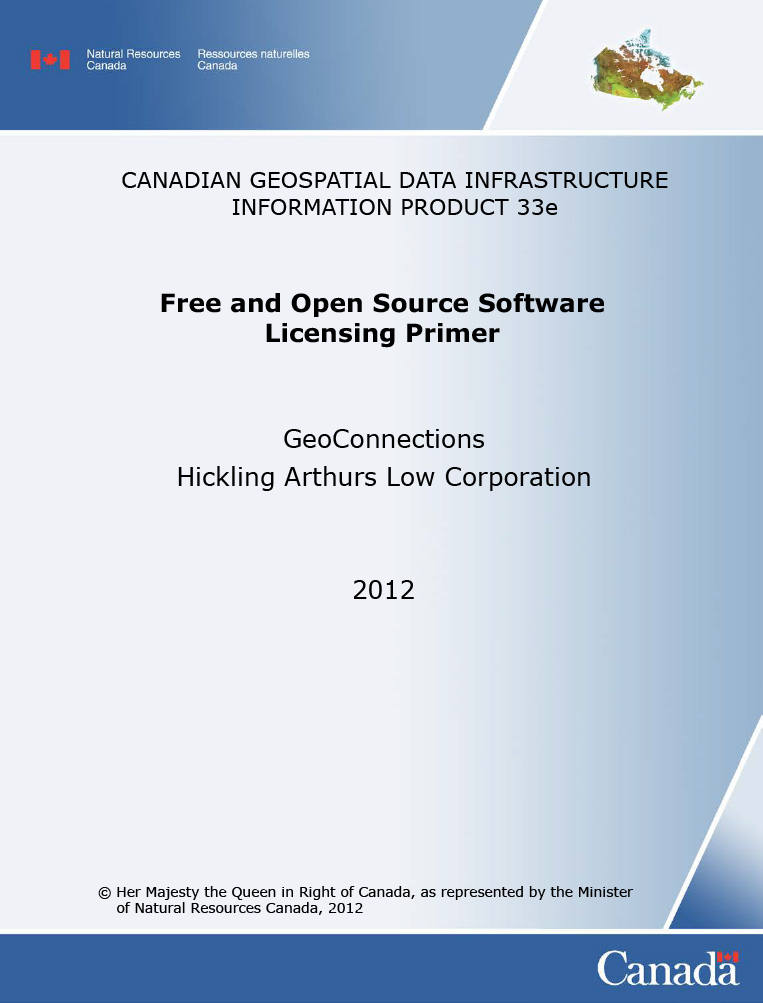 Natural Resources Canada
Ressources naturelles Canada
CANADIAN GEOSPATIAL DATA INFRASTRUCTURE
INFORMATION PRODUCT 33e
Free and Open Source Software
Licensing Primer
GeoConnections
Hickling Arthurs Low Corporation
2012
© Her Majesty the Queen in Right of Canada, as represented by the Minister
of Natural Resources Canada, 2012
Canada